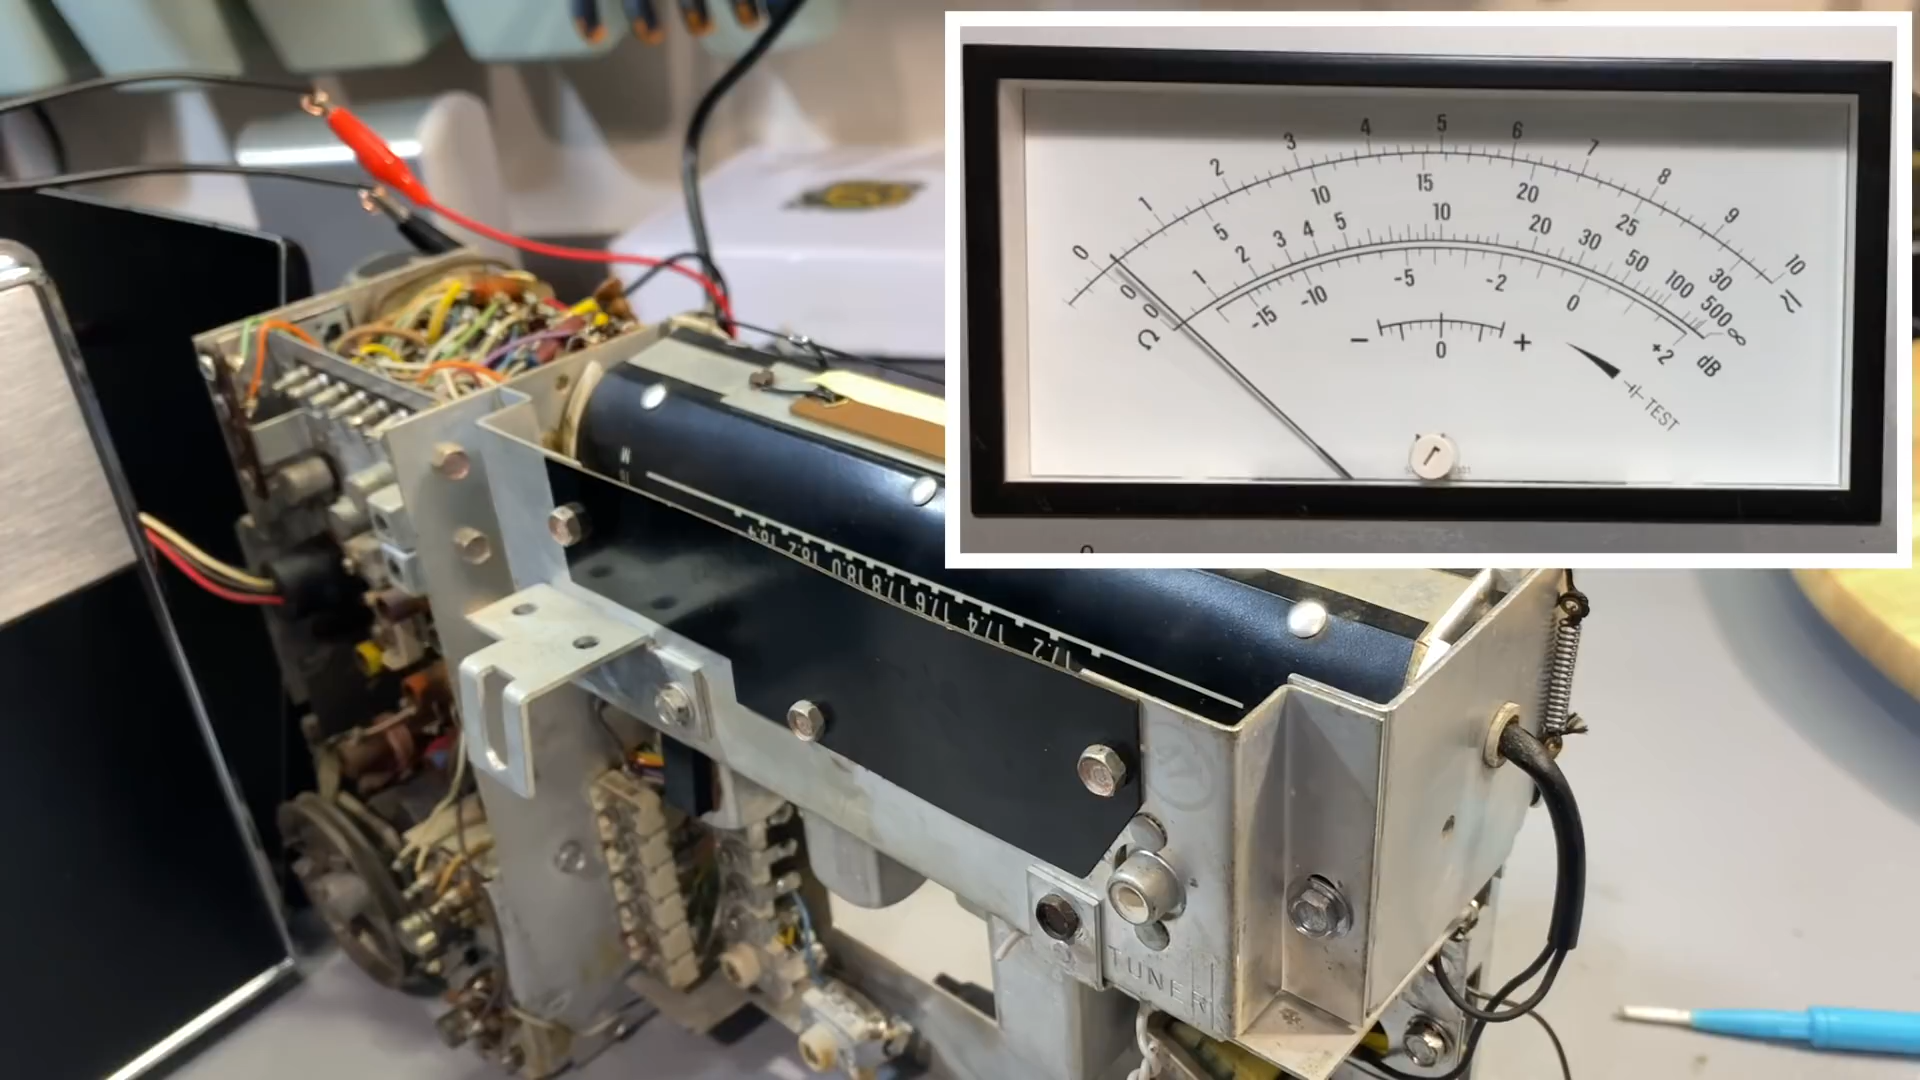 0 1 2 3 4 5 6 7 8 9 10
0 5 10 15 20 25 30
Ω 0 1 2 3 4 5 10 20 30 50 100 500 ∞
-15 -10 -5 -2 0 +2 dB
− 0 +
TEST
M
18.4 18.2 18.0 17.8 17.6 17.4 17.2
TUNER